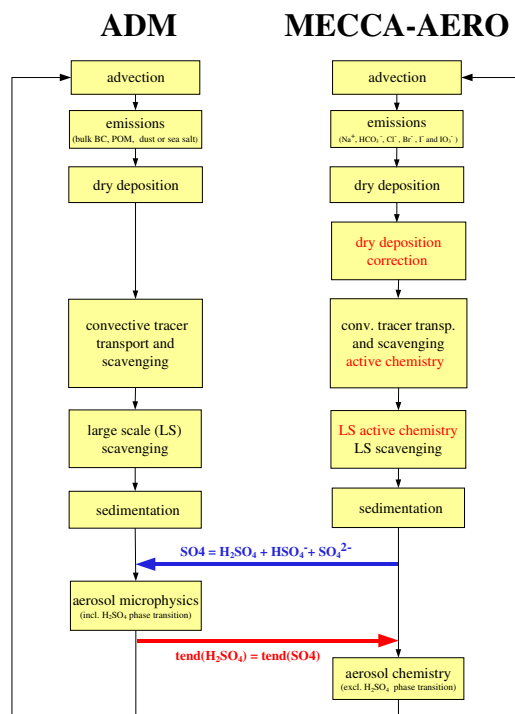 ADM
advection
emissions
(bulk BC, POM, dust or sea salt)
dry deposition
convective tracer
transport and
scavenging
large scale (LS)
scavenging
sedimentation
MECCA-AERO
advection
emissions
(Na⁺, HCO₃⁻, Cl⁻, Br⁻, I⁻ and IO₃⁻)
dry deposition
dry deposition
correction
conv. tracer transp.
and scavenging
active chemistry
LS active chemistry
LS scavenging
sedimentation
SO4 = H₂SO₄ + HSO₄⁻ + SO₄²⁻
aerosol microphysics
(incl. H₂SO₄ phase transition)
tend(H₂SO₄) = tend(SO4)
aerosol chemistry
(excl. H₂SO₄ phase transition)